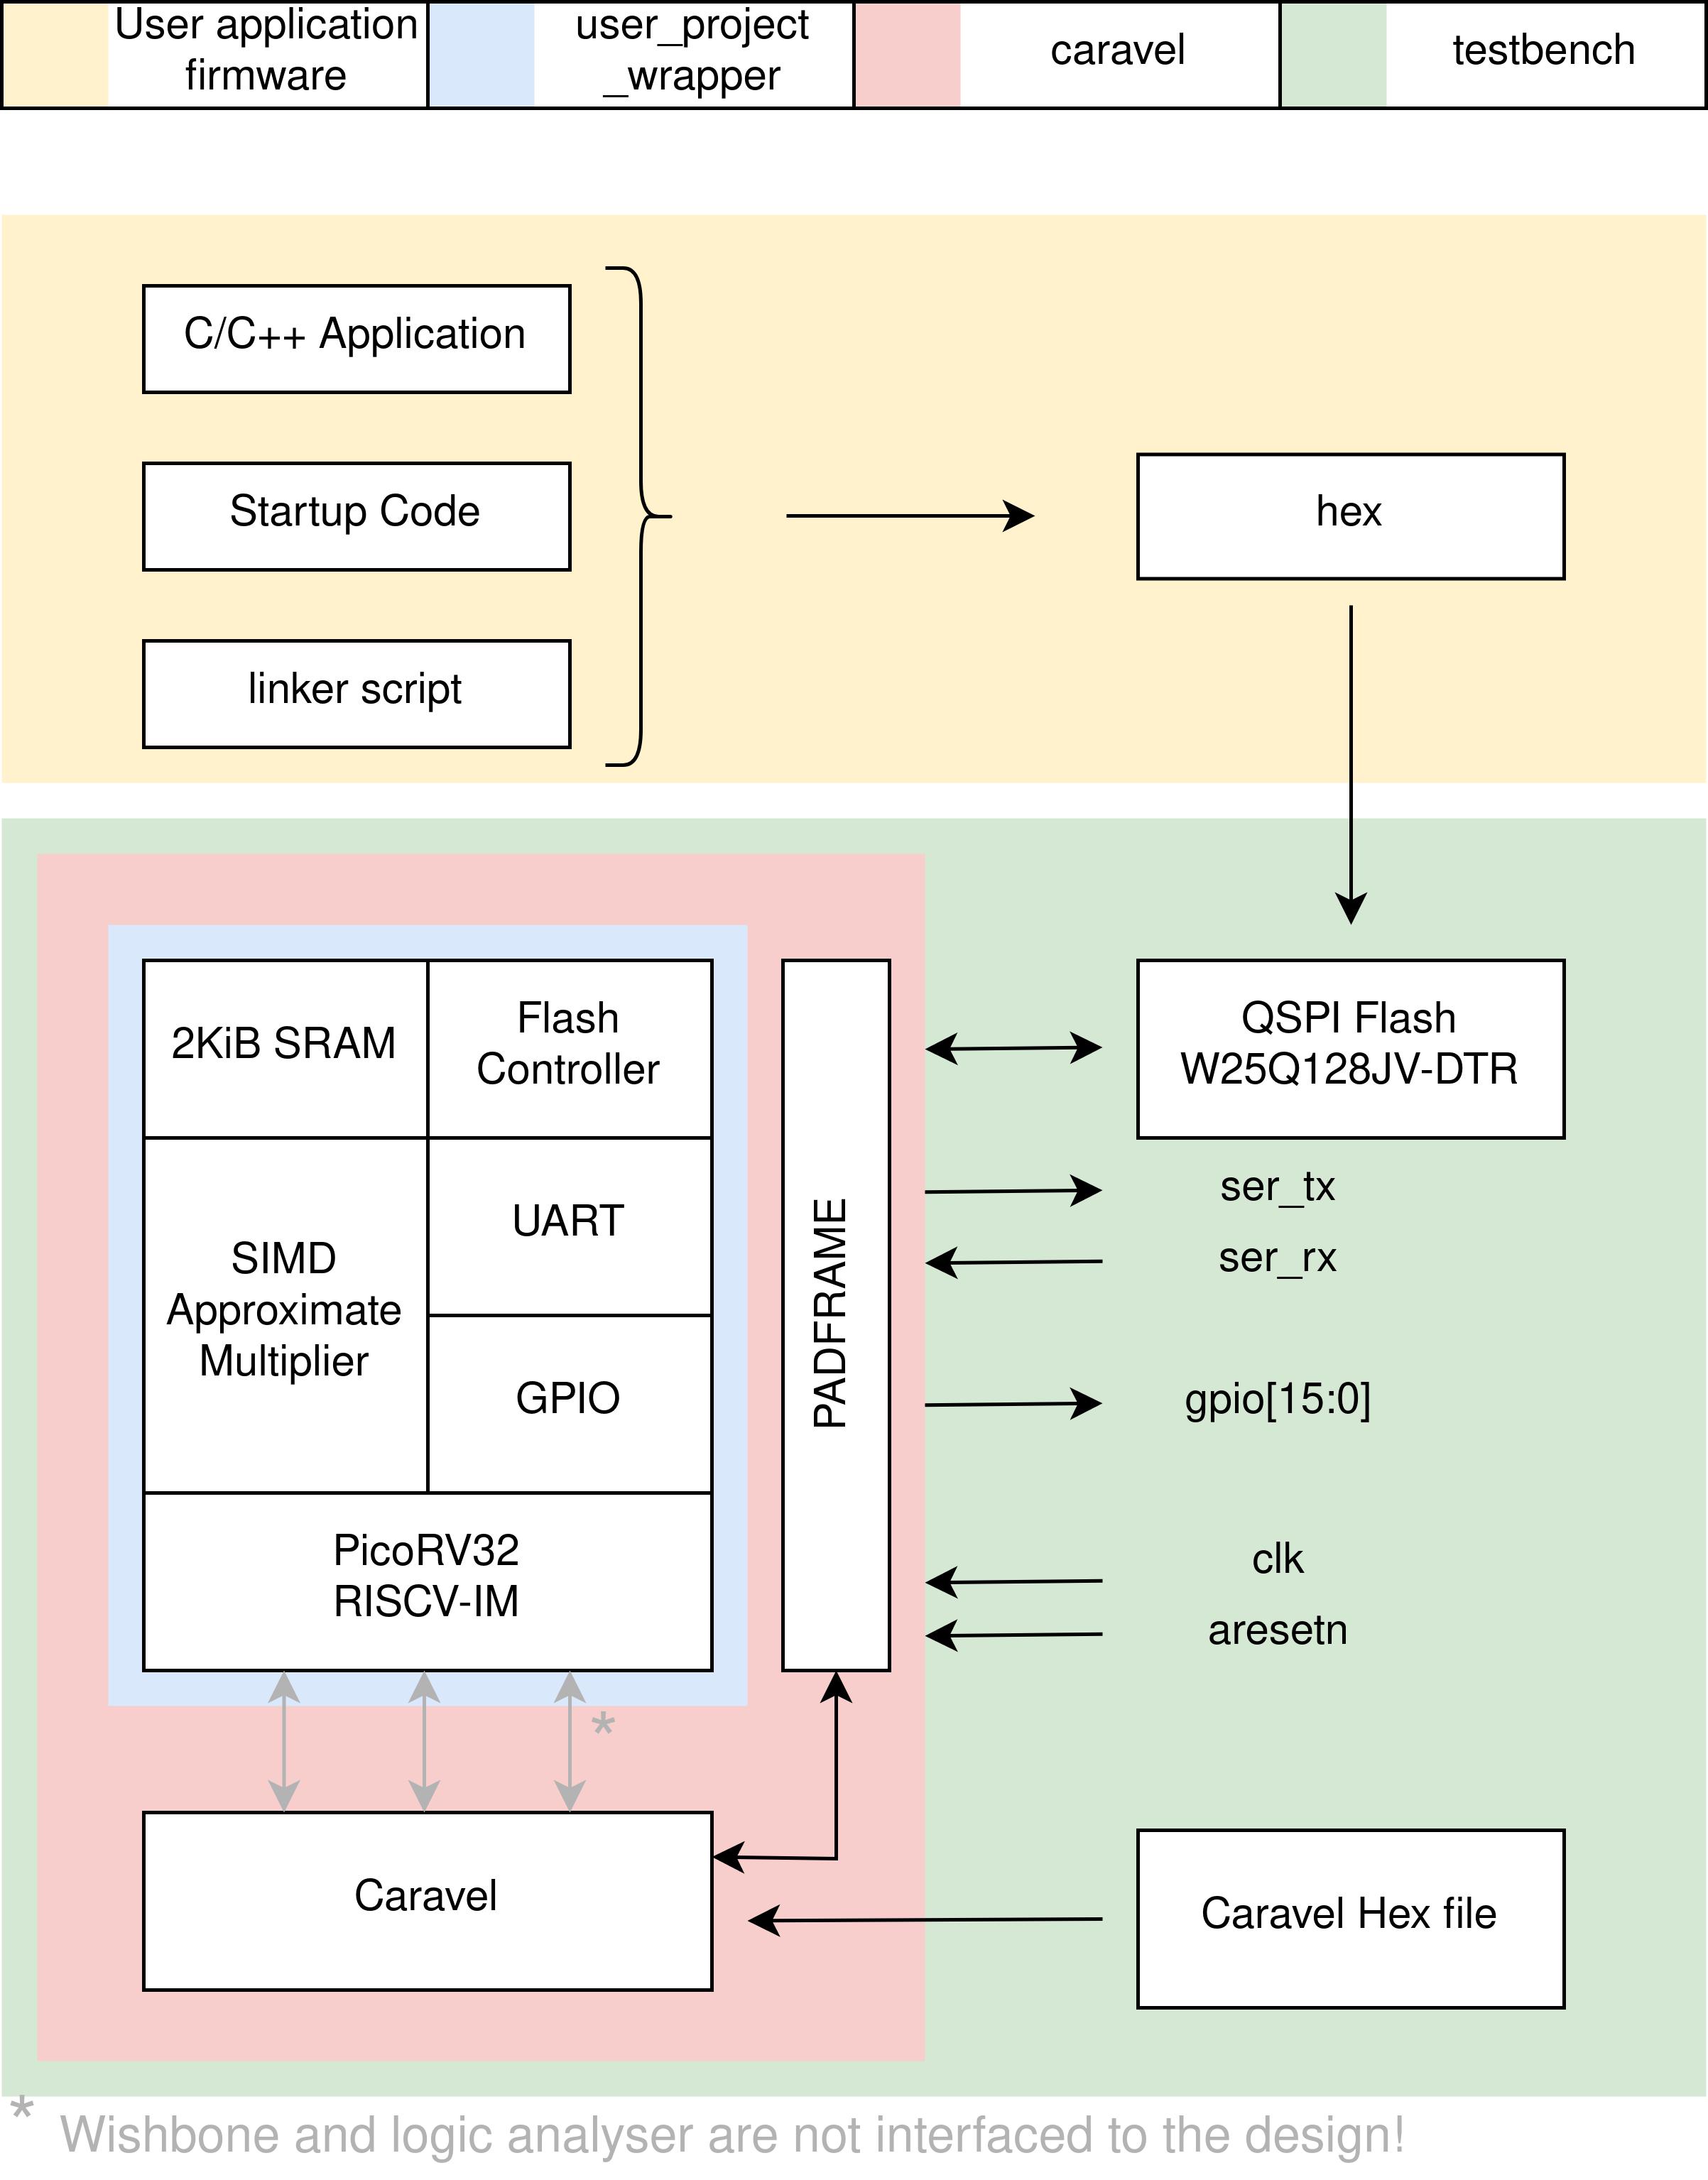 User application
firmware
user_project
_wrapper
caravel
testbench
C/C++ Application
Startup Code
hex
linker script
2KiB SRAM
Flash
Controller
QSPI Flash
W25Q128JV-DTR
SIMD
Approximate
Multiplier
UART
GPIO
PADFRAME
ser_tx
ser_rx
gpio[15:0]
PicoRV32
RISCV-IM
clk
aresetn
*
Caravel
Caravel Hex file
* Wishbone and logic analyser are not interfaced to the design!